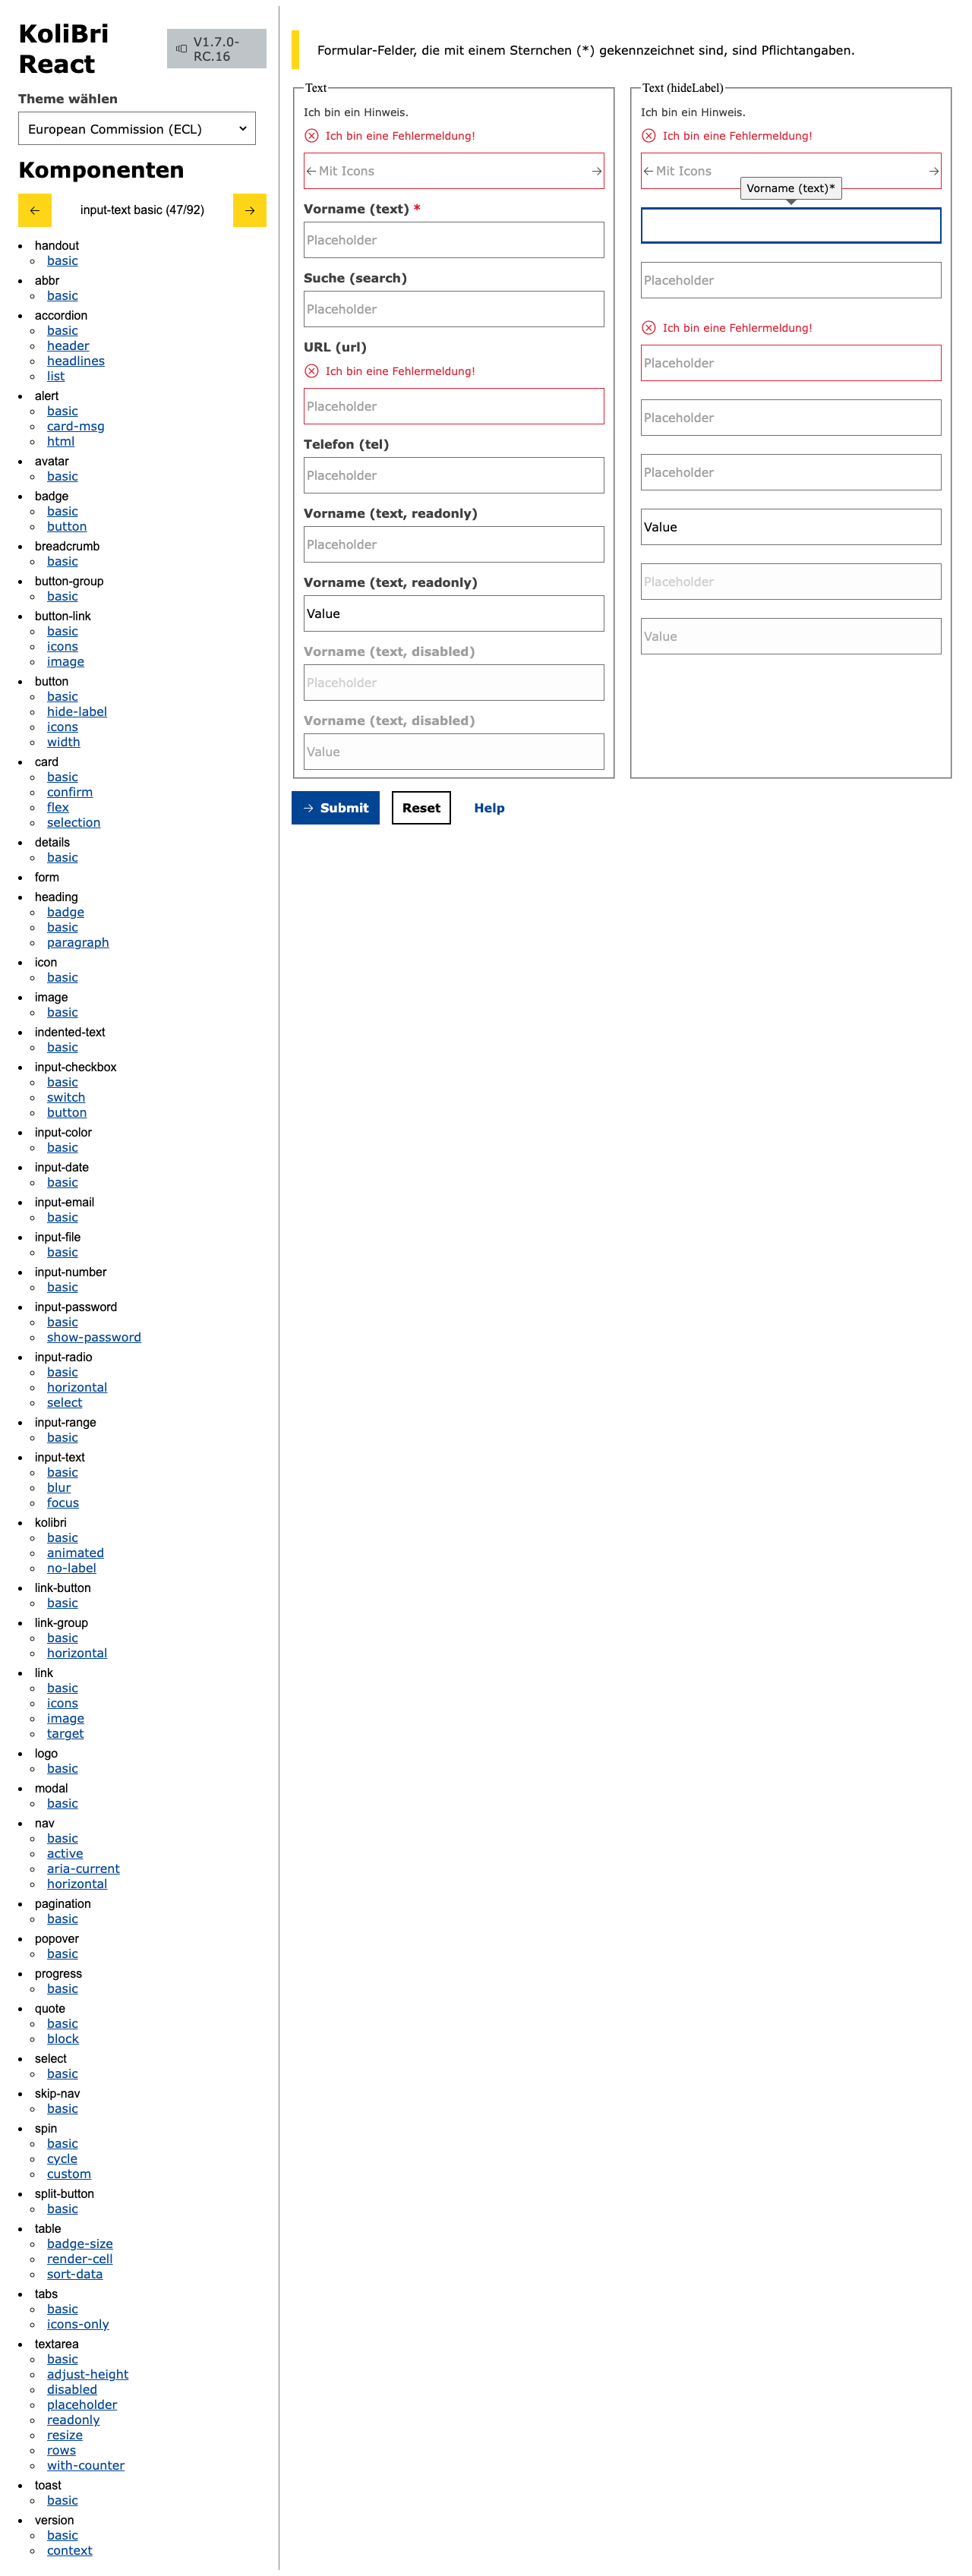 KoliBri
React
V1.7.0-
RC.16
Theme wählen
European Commission (ECL)
Komponenten
input-text basic (47/92)
handout
basic
abbr
basic
accordion
basic
header
headlines
list
alert
basic
card-msg
html
avatar
basic
badge
basic
button
breadcrumb
basic
button-group
basic
button-link
basic
icons
image
button
basic
hide-label
icons
width
card
basic
confirm
flex
selection
details
basic
form
heading
badge
basic
paragraph
icon
basic
image
basic
indented-text
basic
input-checkbox
basic
switch
button
input-color
basic
input-date
basic
input-email
basic
input-file
basic
input-number
basic
input-password
basic
show-password
input-radio
basic
horizontal
select
input-range
basic
input-text
basic
blur
focus
kolibri
basic
animated
no-label
link-button
basic
link-group
basic
horizontal
link
basic
icons
image
target
logo
basic
modal
basic
nav
basic
active
aria-current
horizontal
pagination
basic
popover
basic
progress
basic
quote
basic
block
select
basic
skip-nav
basic
spin
basic
cycle
custom
split-button
basic
table
badge-size
render-cell
sort-data
tabs
basic
icons-only
textarea
basic
adjust-height
disabled
placeholder
readonly
resize
rows
with-counter
toast
basic
version
basic
context
Formular-Felder, die mit einem Sternchen (*) gekennzeichnet sind, sind Pflichtangaben.
Text
Ich bin ein Hinweis.
Ich bin eine Fehlermeldung!
Mit Icons
Vorname (text) *
Placeholder
Suche (search)
Placeholder
URL (url)
Ich bin eine Fehlermeldung!
Placeholder
Telefon (tel)
Placeholder
Vorname (text, readonly)
Placeholder
Vorname (text, readonly)
Value
Vorname (text, disabled)
Placeholder
Vorname (text, disabled)
Value
Text (hideLabel)
Ich bin ein Hinweis.
Ich bin eine Fehlermeldung!
Mit Icons
Vorname (text)*
Placeholder
Ich bin eine Fehlermeldung!
Placeholder
Placeholder
Placeholder
Value
Placeholder
Value
Submit
Reset
Help